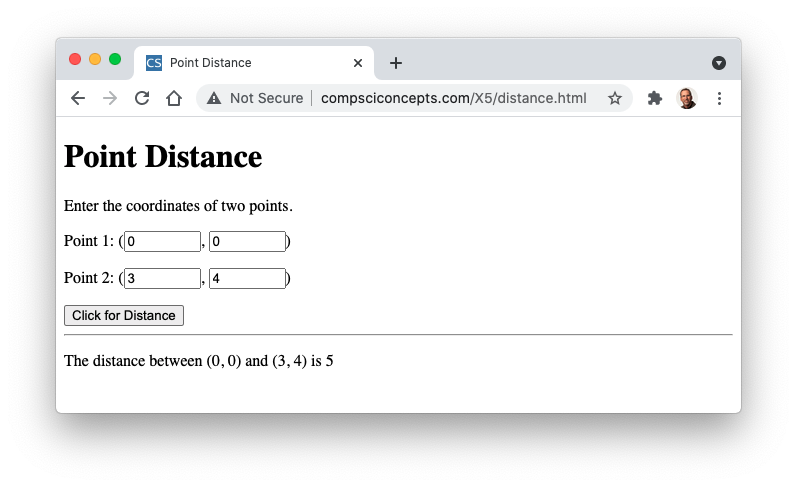 CS Point Distance
Not Secure compsciconcepts.com/X5/distance.html
Point Distance
Enter the coordinates of two points.
Point 1: (0, 0)
Point 2: (3, 4)
Click for Distance
The distance between (0, 0) and (3, 4) is 5